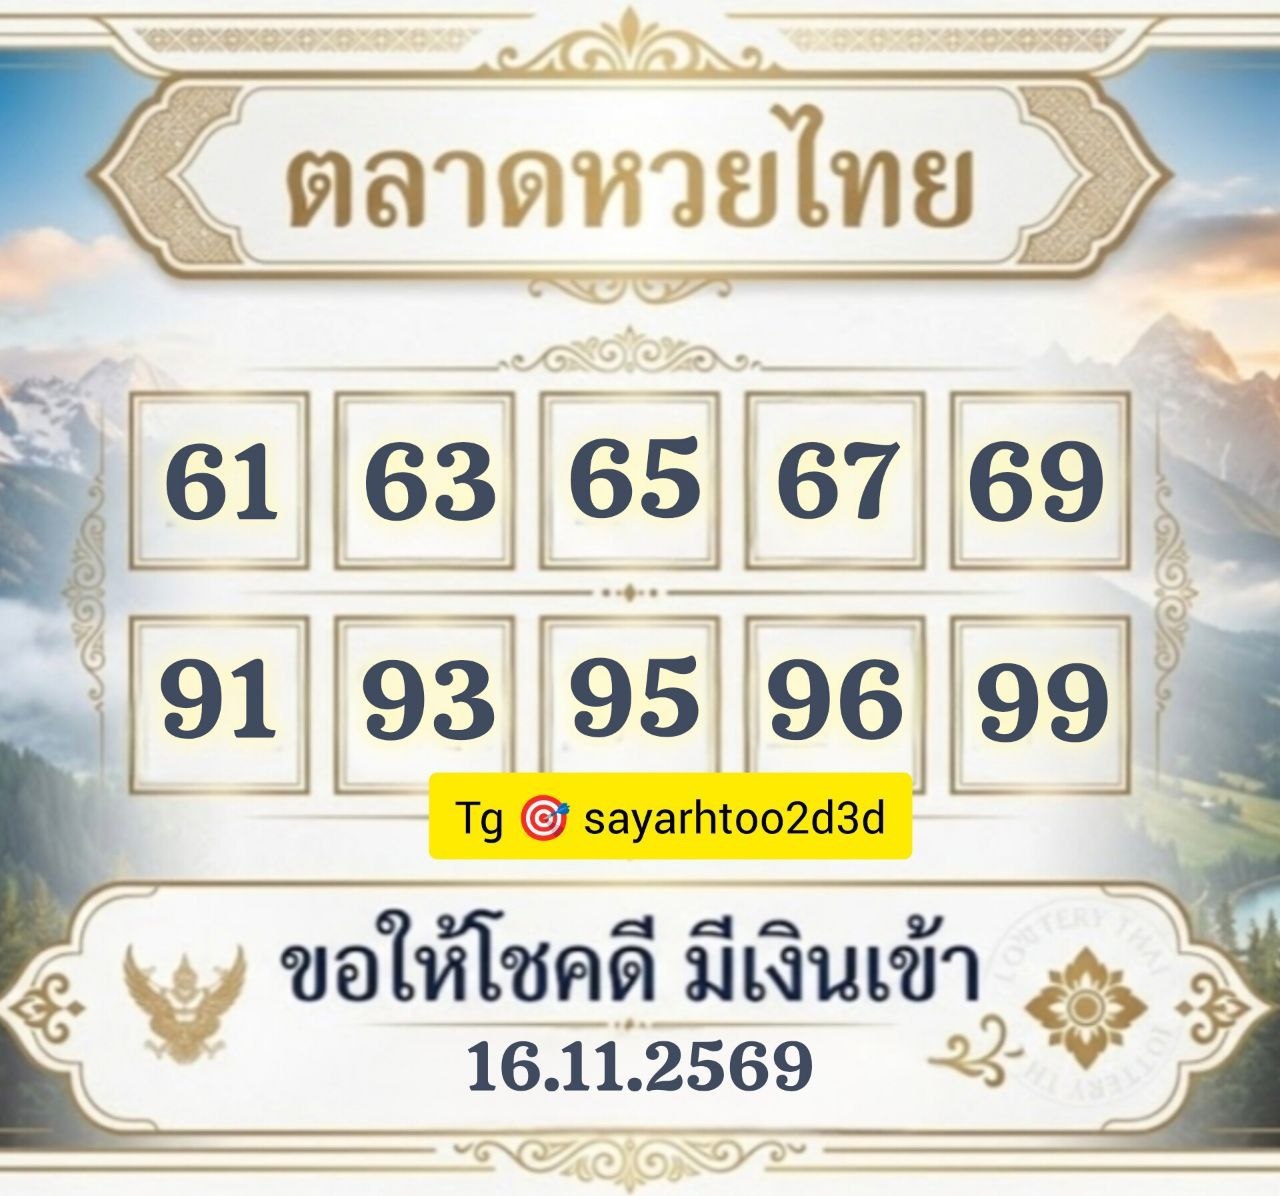 ตลาดหวยไทย
61 63 65 67 69
91 93 95 96 99
Tg 🎯 sayarhtoo2d3d
ขอให้โชคดี มีเงินเข้า
16.11.2569